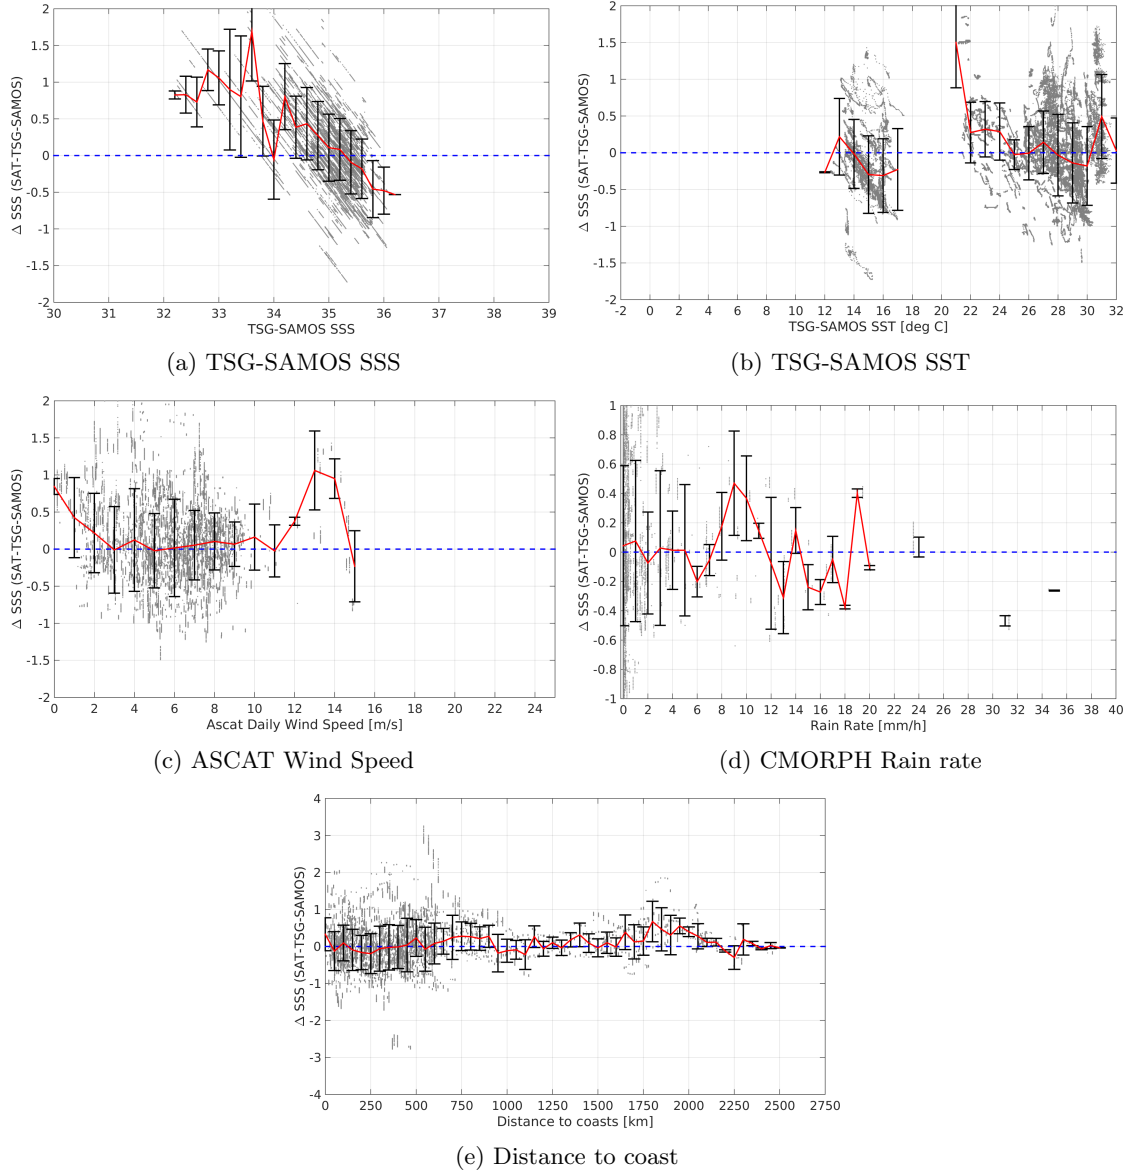 2
1.5
1
0.5
0
-0.5
-1
-1.5
-2
Δ SSS (SAT-TSG-SAMOS)
30 31 32 33 34 35 36 37 38 39
TSG-SAMOS SSS
(a) TSG-SAMOS SSS
2
1.5
1
0.5
0
-0.5
-1
-1.5
-2
Δ SSS (SAT-TSG-SAMOS)
-2 0 2 4 6 8 10 12 14 16 18 20 22 24 26 28 30 32
TSG-SAMOS SST [deg C]
(b) TSG-SAMOS SST
2
1.5
1
0.5
0
-0.5
-1
-1.5
-2
Δ SSS (SAT-TSG-SAMOS)
0 2 4 6 8 10 12 14 16 18 20 22 24
Ascat Daily Wind Speed [m/s]
(c) ASCAT Wind Speed
1
0.8
0.6
0.4
0.2
0
-0.2
-0.4
-0.6
-0.8
-1
Δ SSS (SAT-TSG-SAMOS)
0 2 4 6 8 10 12 14 16 18 20 22 24 26 28 30 32 34 36 38 40
Rain Rate [mm/h]
(d) CMORPH Rain rate
4
3
2
1
0
-1
-2
-3
-4
Δ SSS (SAT-TSG-SAMOS)
0 250 500 750 1000 1250 1500 1750 2000 2250 2500 2750
Distance to coasts [km]
(e) Distance to coast